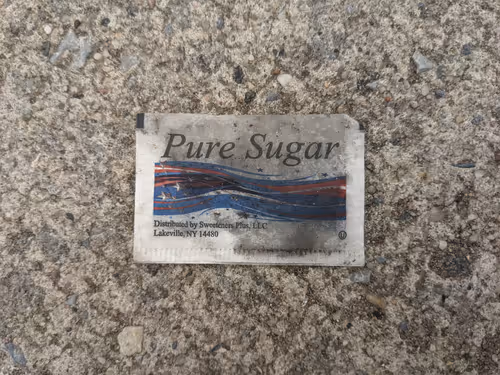 Pure Sugar
Distributed by Sweeteners Plus, LLC
Lakeville, NY 14480